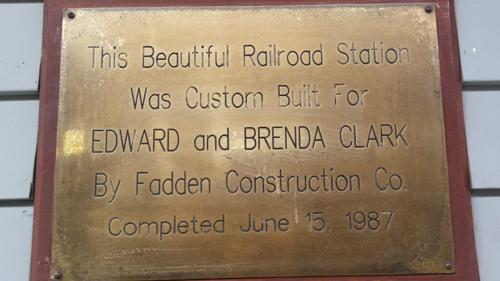 This Beautiful Railroad Station
Was Custom Built For
EDWARD and BRENDA CLARK
By Fadden Construction Co.
Completed June 15, 1987